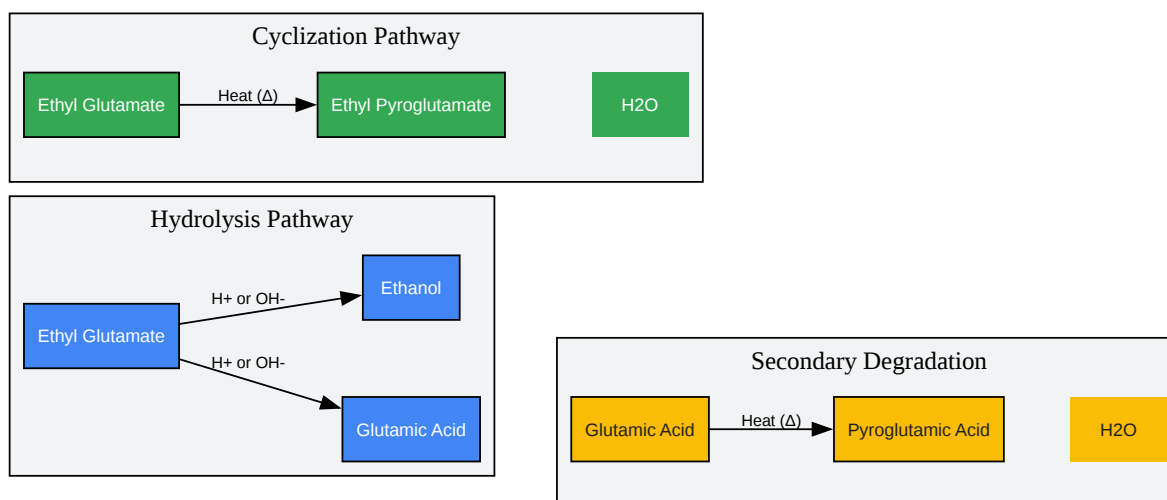 Cyclization Pathway
Ethyl Glutamate
Heat (Δ)
Ethyl Pyroglutamate
H2O
Hydrolysis Pathway
Ethyl Glutamate
H+ or OH-
Ethanol
H+ or OH-
Glutamic Acid
Secondary Degradation
Glutamic Acid
Heat (Δ)
Pyroglutamic Acid
H2O